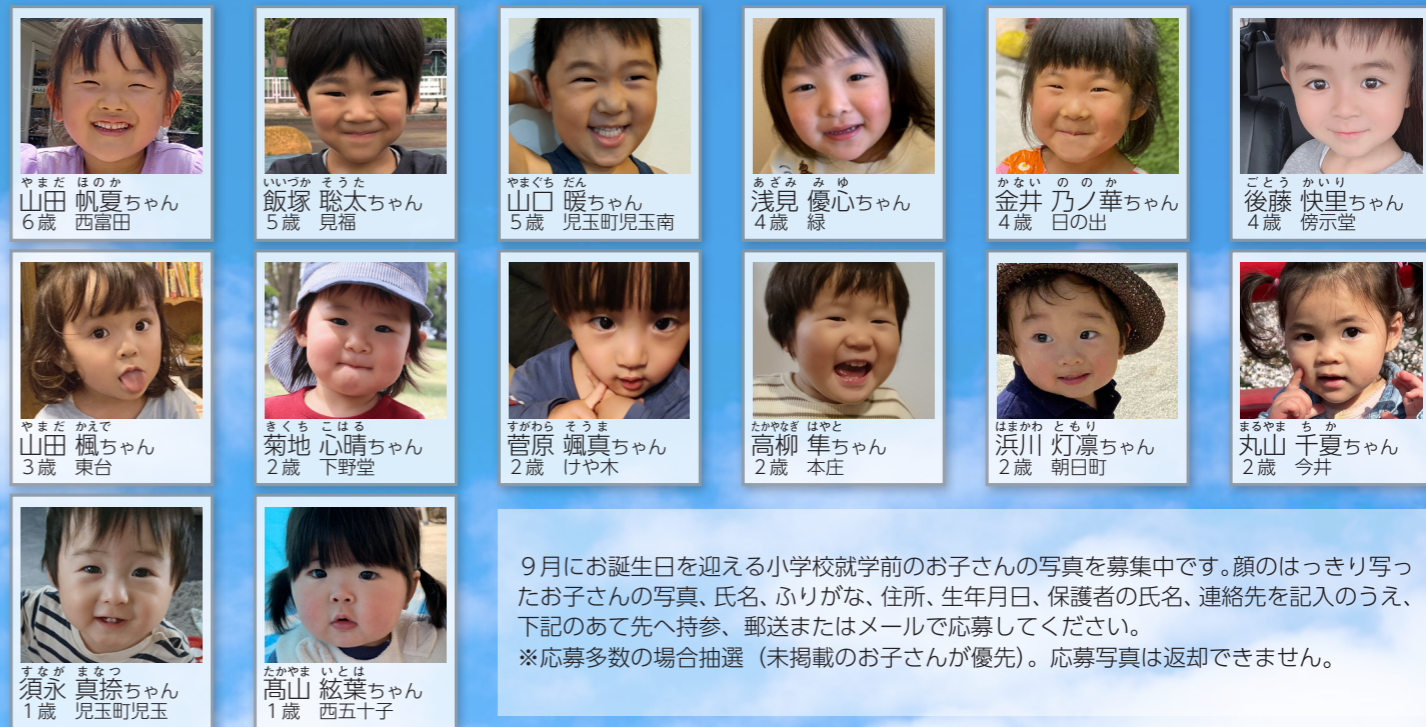 やまだ ほのか
山田 帆夏ちゃん
6歳 西富田
いいづか そうた
飯塚 聡太ちゃん
5歳 見福
やまぐち だん
山口 暖ちゃん
5歳 児玉町児玉南
あざみ みゆ
浅見 優心ちゃん
4歳 緑
かない ののか
金井 乃ノ華ちゃん
4歳 日の出
ごとう かいり
後藤 快里ちゃん
4歳 傍示堂
やまだ かえで
山田 楓ちゃん
3歳 東台
きくち こはる
菊地 心晴ちゃん
2歳 下野堂
すがわら そうま
菅原 颯真ちゃん
2歳 けや木
たかやなぎ はやと
高柳 隼ちゃん
2歳 本庄
はまかわ ともり
浜川 灯凛ちゃん
2歳 朝日町
まるやま ちか
丸山 千夏ちゃん
2歳 今井
すなが まなつ
須永 真捺ちゃん
1歳 児玉町児玉
たかやま いとは
髙山 絃葉ちゃん
1歳 西五十子
9月にお誕生日を迎える小学校就学前のお子さんの写真を募集中です。顔のはっきり写っ
たお子さんの写真、氏名、ふりがな、住所、生年月日、保護者の氏名、連絡先を記入のうえ、
下記のあて先へ持参、郵送またはメールで応募してください。
※応募多数の場合抽選（未掲載のお子さんが優先）。応募写真は返却できません。